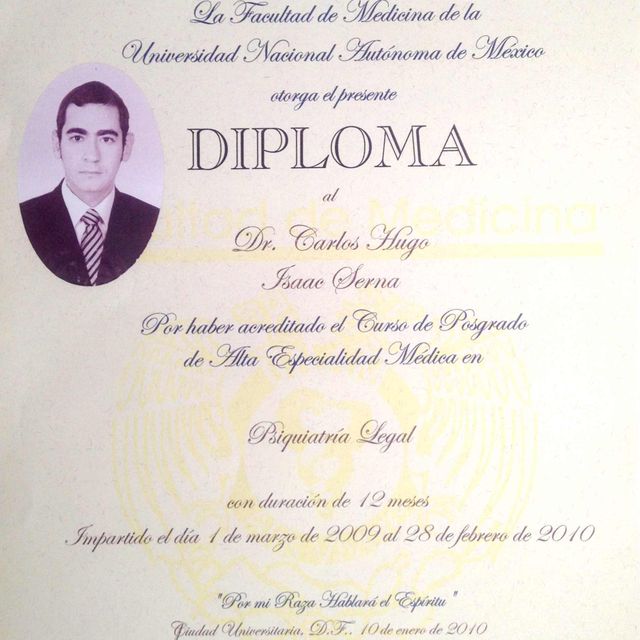 La Facultad de Medicina de la
Universidad Nacional Autónoma de México
otorga el presente
DIPLOMA
al
Facultad de Medicina
Dr. Carlos Hugo
Isaac Serna
Por haber acreditado el Curso de Posgrado
de Alta Especialidad Médica en
Psiquiatría Legal
con duración de 12 meses
Impartido el día 1 de marzo de 2009 al 28 de febrero de 2010
"Por mi Raza Hablará el Espíritu"
Ciudad Universitaria, D.F., 10 de enero de 2010